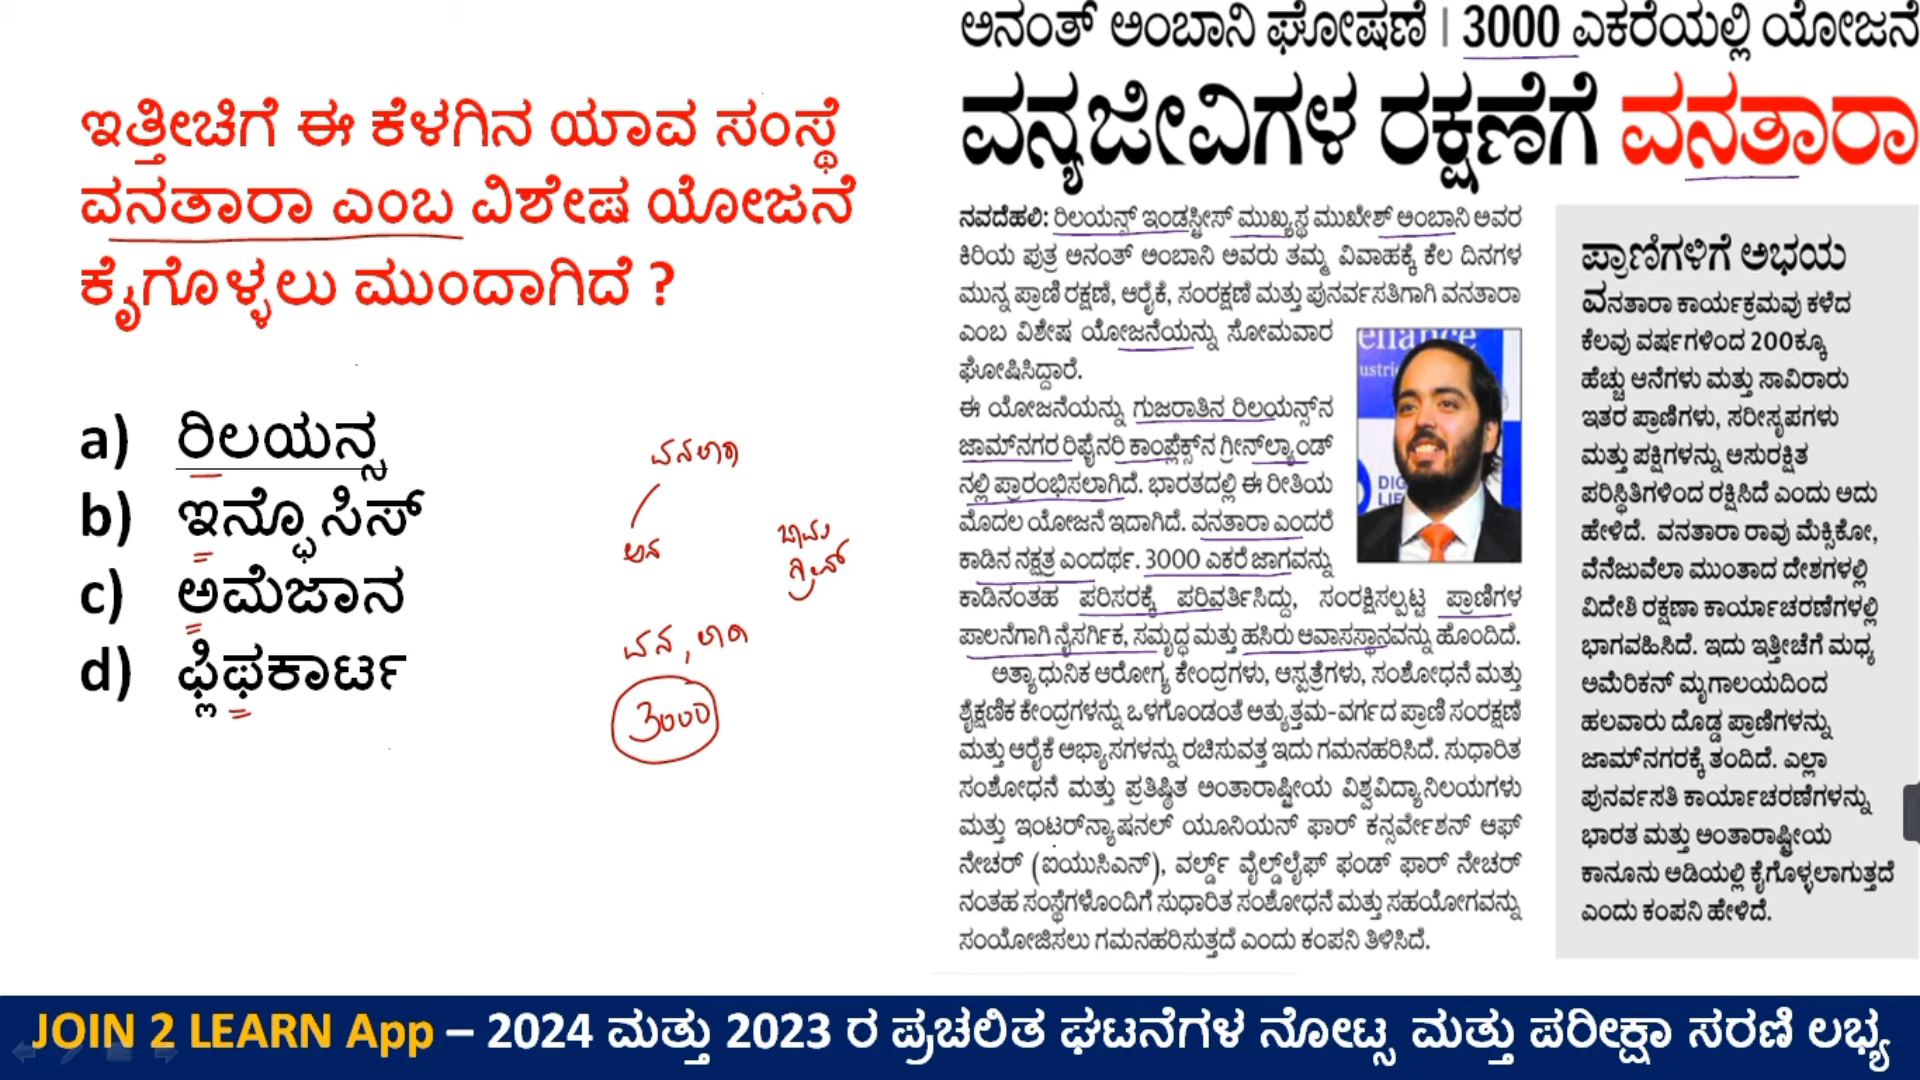 ಇತ್ತೀಚಿಗೆ ಈ ಕೆಳಗಿನ ಯಾವ ಸಂಸ್ಥೆ
ವನತಾರಾ ಎಂಬ ವಿಶೇಷ ಯೋಜನೆ
ಕೈಗೊಳ್ಳಲು ಮುಂದಾಗಿದೆ ?
a) ರಿಲಯನ್ಸ
b) ಇನ್ಫೊಸಿಸ್
c) ಅಮೆಜಾನ
d) ಫ್ಲಿಫಕಾರ್ಟ
ವನತಾರಾ
ವನ, ತಾರಾ
3000
ಅನಂತ್ ಅಂಬಾನಿ ಘೋಷಣೆ | 3000 ಎಕರೆಯಲ್ಲಿ ಯೋಜನೆ
ವನ್ಯಜೀವಿಗಳ ರಕ್ಷಣೆಗೆ ವನತಾರಾ
ನವದೆಹಲಿ: ರಿಲಯನ್ಸ್ ಇಂಡಸ್ಟ್ರೀಸ್ ಮುಖ್ಯಸ್ಥ ಮುಖೇಶ್ ಅಂಬಾನಿ ಅವರ
ಕಿರಿಯ ಪುತ್ರ ಅನಂತ್ ಅಂಬಾನಿ ಅವರು ತಮ್ಮ ವಿವಾಹಕ್ಕೆ ಕೆಲ ದಿನಗಳ
ಮುನ್ನ ಪ್ರಾಣಿ ರಕ್ಷಣೆ, ಆರೈಕೆ, ಸಂರಕ್ಷಣೆ ಮತ್ತು ಪುನರ್ವಸತಿಗಾಗಿ ವನತಾರಾ
ಎಂಬ ವಿಶೇಷ ಯೋಜನೆಯನ್ನು ಸೋಮವಾರ
ಘೋಷಿಸಿದ್ದಾರೆ.
ಈ ಯೋಜನೆಯನ್ನು ಗುಜರಾತಿನ ರಿಲಯನ್ಸ್‌ನ
ಜಾಮ್‌ನಗರ ರಿಫೈನರಿ ಕಾಂಪ್ಲೆಕ್ಸ್‌ನ ಗ್ರೀನ್‌ಲ್ಯಾಂಡ್
ನಲ್ಲಿ ಪ್ರಾರಂಭಿಸಲಾಗಿದೆ. ಭಾರತದಲ್ಲಿ ಈ ರೀತಿಯ
ಮೊದಲ ಯೋಜನೆ ಇದಾಗಿದೆ. ವನತಾರಾ ಎಂದರೆ
ಕಾಡಿನ ನಕ್ಷತ್ರ ಎಂದರ್ಥ. 3000 ಎಕರೆ ಜಾಗವನ್ನು
ಕಾಡಿನಂತಹ ಪರಿಸರಕ್ಕೆ ಪರಿವರ್ತಿಸಿದ್ದು, ಸಂರಕ್ಷಿಸಲ್ಪಟ್ಟ ಪ್ರಾಣಿಗಳ
ಪಾಲನೆಗಾಗಿ ನೈಸರ್ಗಿಕ, ಸಮೃದ್ಧ ಮತ್ತು ಹಸಿರು ಆವಾಸಸ್ಥಾನವನ್ನು ಹೊಂದಿದೆ.
ಅತ್ಯಾಧುನಿಕ ಆರೋಗ್ಯ ಕೇಂದ್ರಗಳು, ಆಸ್ಪತ್ರೆಗಳು, ಸಂಶೋಧನೆ ಮತ್ತು
ಶೈಕ್ಷಣಿಕ ಕೇಂದ್ರಗಳನ್ನು ಒಳಗೊಂಡಂತೆ ಅತ್ಯುತ್ತಮ-ವರ್ಗದ ಪ್ರಾಣಿ ಸಂರಕ್ಷಣೆ
ಮತ್ತು ಆರೈಕೆ ಅಭ್ಯಾಸಗಳನ್ನು ರಚಿಸುವತ್ತ ಇದು ಗಮನಹರಿಸಿದೆ. ಸುಧಾರಿತ
ಸಂಶೋಧನೆ ಮತ್ತು ಪ್ರತಿಷ್ಠಿತ ಅಂತಾರಾಷ್ಟ್ರೀಯ ವಿಶ್ವವಿದ್ಯಾನಿಲಯಗಳು
ಮತ್ತು ಇಂಟರ್‌ನ್ಯಾಷನಲ್ ಯೂನಿಯನ್ ಫಾರ್ ಕನ್ಸರ್ವೇಶನ್ ಆಫ್
ನೇಚರ್ (ಐಯುಸಿಎನ್), ವರ್ಲ್ಡ್ ವೈಲ್ಡ್‌ಲೈಫ್ ಫಂಡ್ ಫಾರ್ ನೇಚರ್
ನಂತಹ ಸಂಸ್ಥೆಗಳೊಂದಿಗೆ ಸುಧಾರಿತ ಸಂಶೋಧನೆ ಮತ್ತು ಸಹಯೋಗವನ್ನು
ಸಂಯೋಜಿಸಲು ಗಮನಹರಿಸುತ್ತದೆ ಎಂದು ಕಂಪನಿ ತಿಳಿಸಿದೆ.
ಪ್ರಾಣಿಗಳಿಗೆ ಅಭಯ
ವನತಾರಾ ಕಾರ್ಯಕ್ರಮವು ಕಳೆದ
ಕೆಲವು ವರ್ಷಗಳಿಂದ 200ಕ್ಕೂ
ಹೆಚ್ಚು ಆನೆಗಳು ಮತ್ತು ಸಾವಿರಾರು
ಇತರ ಪ್ರಾಣಿಗಳು, ಸರೀಸೃಪಗಳು
ಮತ್ತು ಪಕ್ಷಿಗಳನ್ನು ಅಸುರಕ್ಷಿತ
ಪರಿಸ್ಥಿತಿಗಳಿಂದ ರಕ್ಷಿಸಿದೆ ಎಂದು ಅದು
ಹೇಳಿದೆ. ವನತಾರಾ ರಾವು ಮೆಕ್ಸಿಕೋ,
ವೆನೆಜುವೆಲಾ ಮುಂತಾದ ದೇಶಗಳಲ್ಲಿ
ವಿದೇಶಿ ರಕ್ಷಣಾ ಕಾರ್ಯಾಚರಣೆಗಳಲ್ಲಿ
ಭಾಗವಹಿಸಿದೆ. ಇದು ಇತ್ತೀಚೆಗೆ ಮಧ್ಯ
ಅಮೆರಿಕನ್ ಮೃಗಾಲಯದಿಂದ
ಹಲವಾರು ದೊಡ್ಡ ಪ್ರಾಣಿಗಳನ್ನು
ಜಾಮ್‌ನಗರಕ್ಕೆ ತಂದಿದೆ. ಎಲ್ಲಾ
ಪುನರ್ವಸತಿ ಕಾರ್ಯಾಚರಣೆಗಳನ್ನು
ಭಾರತ ಮತ್ತು ಅಂತಾರಾಷ್ಟ್ರೀಯ
ಕಾನೂನು ಅಡಿಯಲ್ಲಿ ಕೈಗೊಳ್ಳಲಾಗುತ್ತದೆ
ಎಂದು ಕಂಪನಿ ಹೇಳಿದೆ.
JOIN 2 LEARN App – 2024 ಮತ್ತು 2023 ರ ಪ್ರಚಲಿತ ಘಟನೆಗಳ ನೋಟ್ಸ ಮತ್ತು ಪರೀಕ್ಷಾ ಸರಣಿ ಲಭ್ಯ